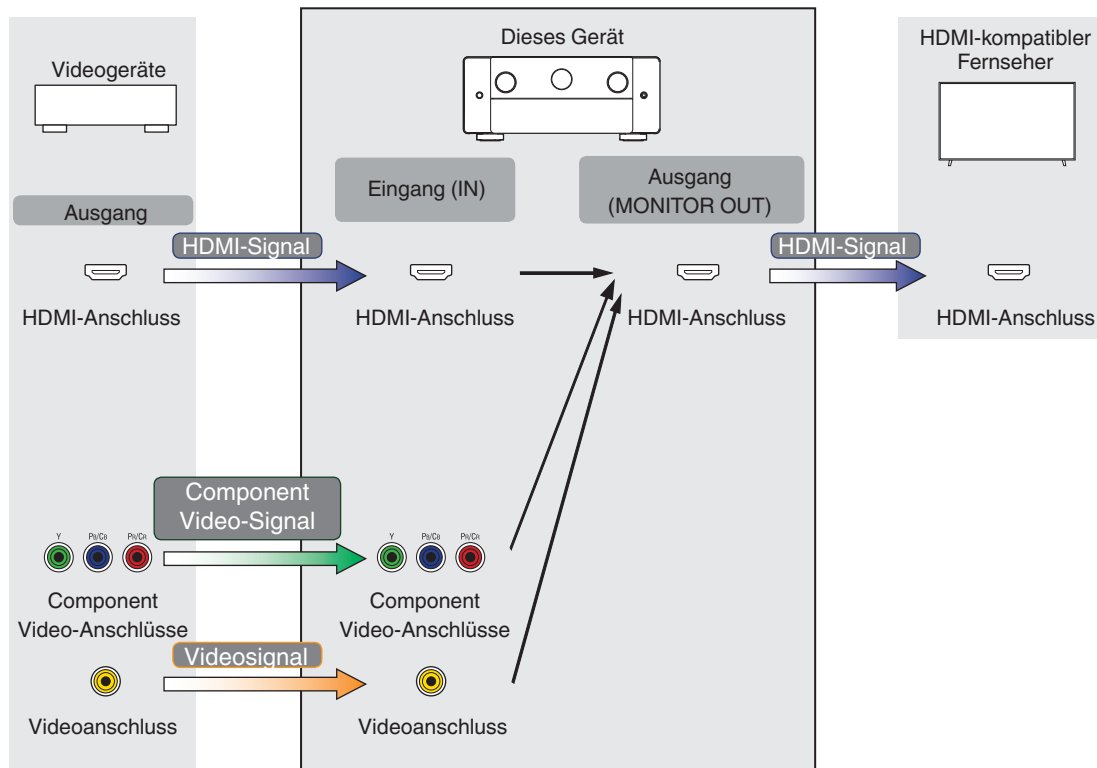 Dieses Gerät
HDMI-kompatibler
Fernseher
Videogeräte
Eingang (IN)
Ausgang
(MONITOR OUT)
Ausgang
HDMI-Signal
HDMI-Signal
HDMI-Anschluss
HDMI-Anschluss
HDMI-Anschluss
HDMI-Anschluss
Component
Video-Signal
Y PB/CB PR/CR
Y PB/CB PR/CR
Component
Video-Anschlüsse
Component
Video-Anschlüsse
Videosignal
Videoanschluss
Videoanschluss